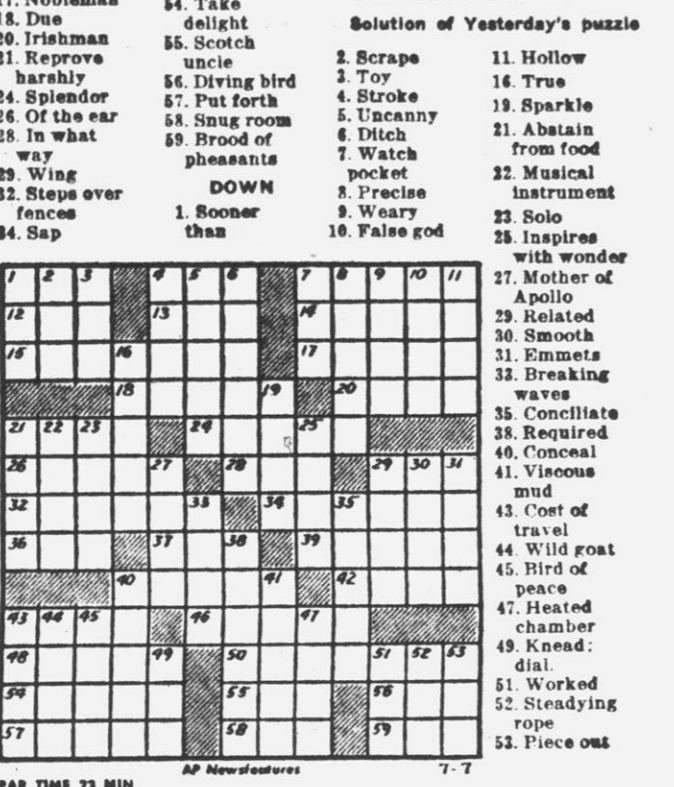 17. Nobleman
18. Due
20. Irishman
21. Reprove
harshly
24. Splendor
26. Of the ear
28. In what
way
29. Wing
32. Steps over
fences
34. Sap
54. Take
delight
55. Scotch
uncle
56. Diving bird
57. Put forth
58. Snug room
59. Brood of
pheasants
DOWN
1. Sooner
than
Solution of Yesterday's puzzle
2. Scrape
3. Toy
4. Stroke
5. Uncanny
6. Ditch
7. Watch
pocket
8. Precise
9. Weary
10. False god
11. Hollow
16. True
19. Sparkle
21. Abstain
from food
22. Musical
instrument
23. Solo
25. Inspires
with wonder
27. Mother of
Apollo
29. Related
30. Smooth
31. Emmets
33. Breaking
waves
35. Conciliate
38. Required
40. Conceal
41. Viscous
mud
43. Cost of
travel
44. Wild goat
45. Bird of
peace
47. Heated
chamber
49. Knead:
dial.
51. Worked
52. Steadying
rope
53. Piece out
1 2 3 4 5 6 7 8 9 10 11
12 13 14
15 16 17
18 19 20
21 22 23 24 25
26 27 28 29 30 31
32 33 34 35
36 37 38 39
40 41 42
43 44 45 46 47
48 49 50 51 52 53
54 55 56
57 58 59
AP Newsfeatures 7-7
PAR TIME 23 MIN